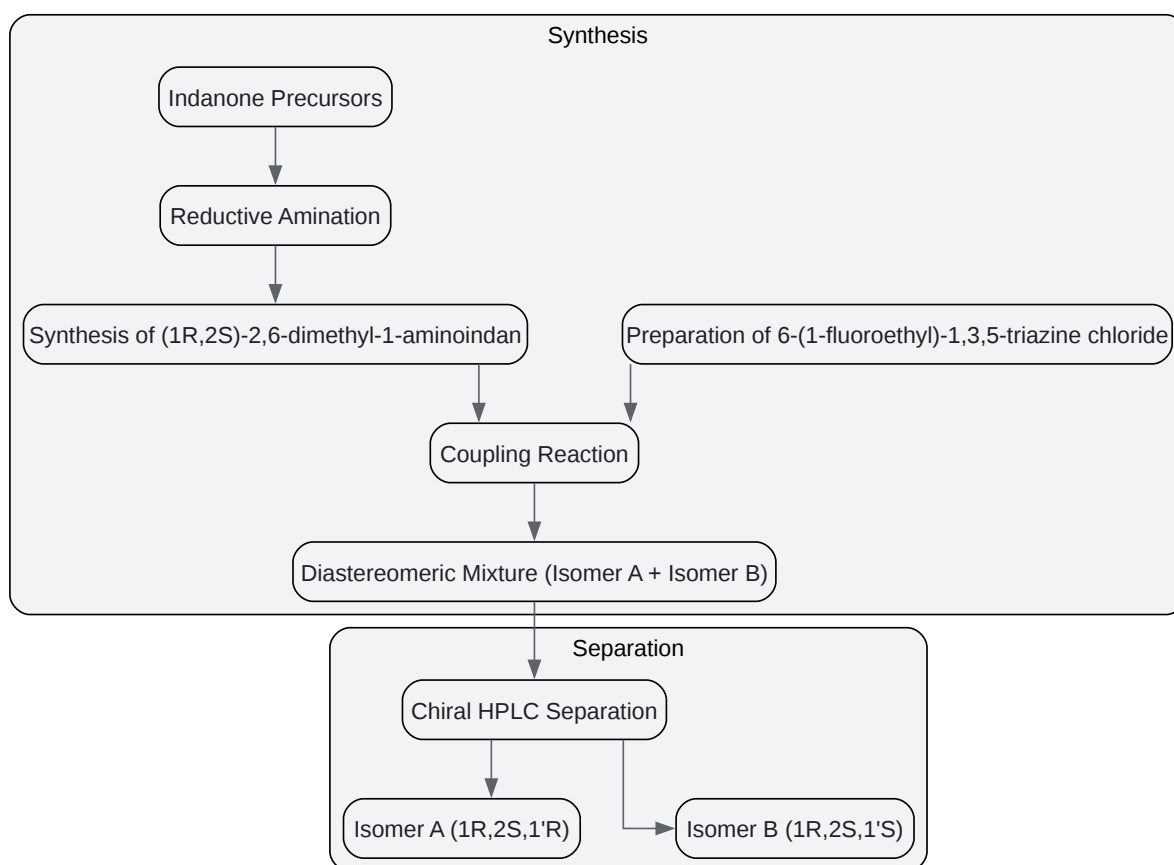 Synthesis
Indanone Precursors
Reductive Amination
Synthesis of (1R,2S)-2,6-dimethyl-1-aminoindan
Preparation of 6-(1-fluoroethyl)-1,3,5-triazine chloride
Coupling Reaction
Diastereomeric Mixture (Isomer A + Isomer B)
Separation
Chiral HPLC Separation
Isomer A (1R,2S,1'R)
Isomer B (1R,2S,1'S)